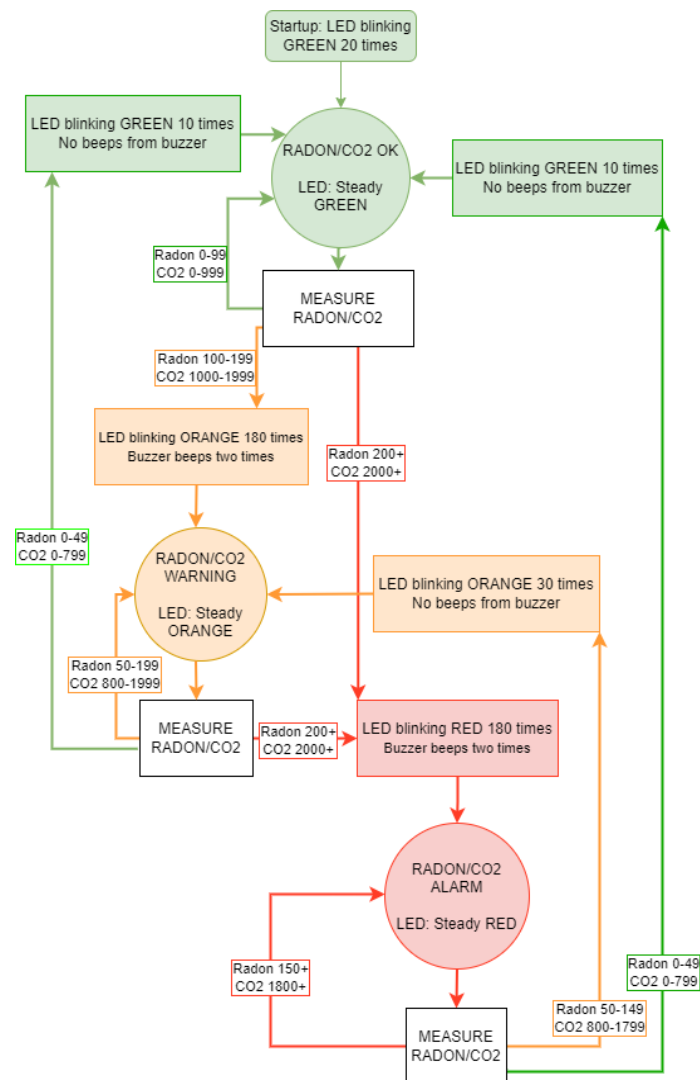 Startup: LED blinking
GREEN 20 times
LED blinking GREEN 10 times
No beeps from buzzer
RADON/CO2 OK
LED: Steady
GREEN
LED blinking GREEN 10 times
No beeps from buzzer
Radon 0-99
CO2 0-999
MEASURE
RADON/CO2
Radon 100-199
CO2 1000-1999
LED blinking ORANGE 180 times
Buzzer beeps two times
Radon 200+
CO2 2000+
Radon 0-49
CO2 0-799
RADON/CO2
WARNING
LED: Steady
ORANGE
LED blinking ORANGE 30 times
No beeps from buzzer
Radon 50-199
CO2 800-1999
MEASURE
RADON/CO2
Radon 200+
CO2 2000+
LED blinking RED 180 times
Buzzer beeps two times
RADON/CO2
ALARM
LED: Steady RED
Radon 150+
CO2 1800+
Radon 0-49
CO2 0-799
Radon 50-149
CO2 800-1799
MEASURE
RADON/CO2